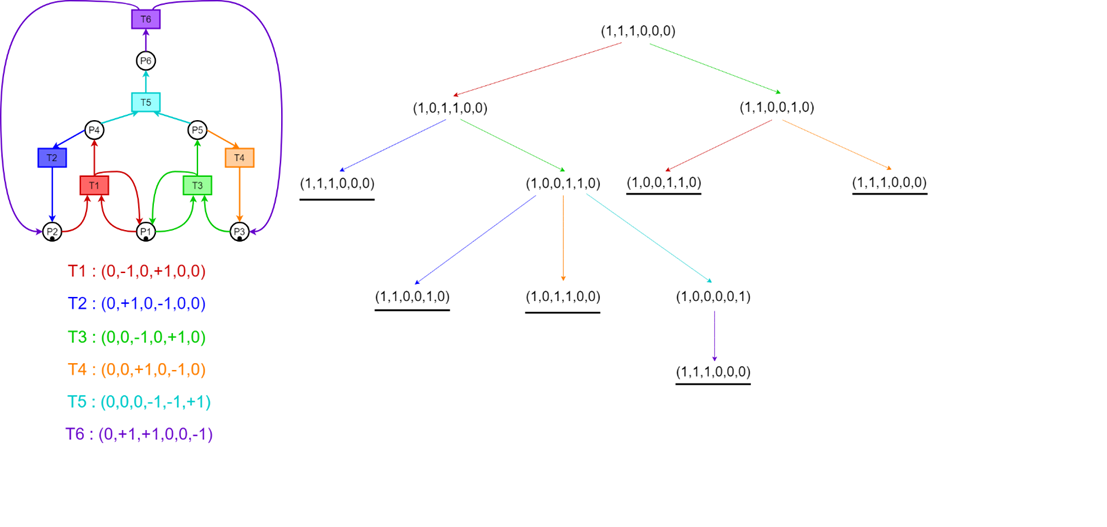 T6
P6
T5
P4
P5
T2
T4
T1
T3
P2
P1
P3
T1 : (0,-1,0,+1,0,0)
T2 : (0,+1,0,-1,0,0)
T3 : (0,0,-1,0,+1,0)
T4 : (0,0,+1,0,-1,0)
T5 : (0,0,0,-1,-1,+1)
T6 : (0,+1,+1,0,0,-1)
(1,1,1,0,0,0)
(1,0,1,1,0,0)
(1,1,0,0,1,0)
(1,1,1,0,0,0)
(1,0,0,1,1,0)
(1,0,0,1,1,0)
(1,1,1,0,0,0)
(1,1,0,0,1,0)
(1,0,1,1,0,0)
(1,0,0,0,0,1)
(1,1,1,0,0,0)